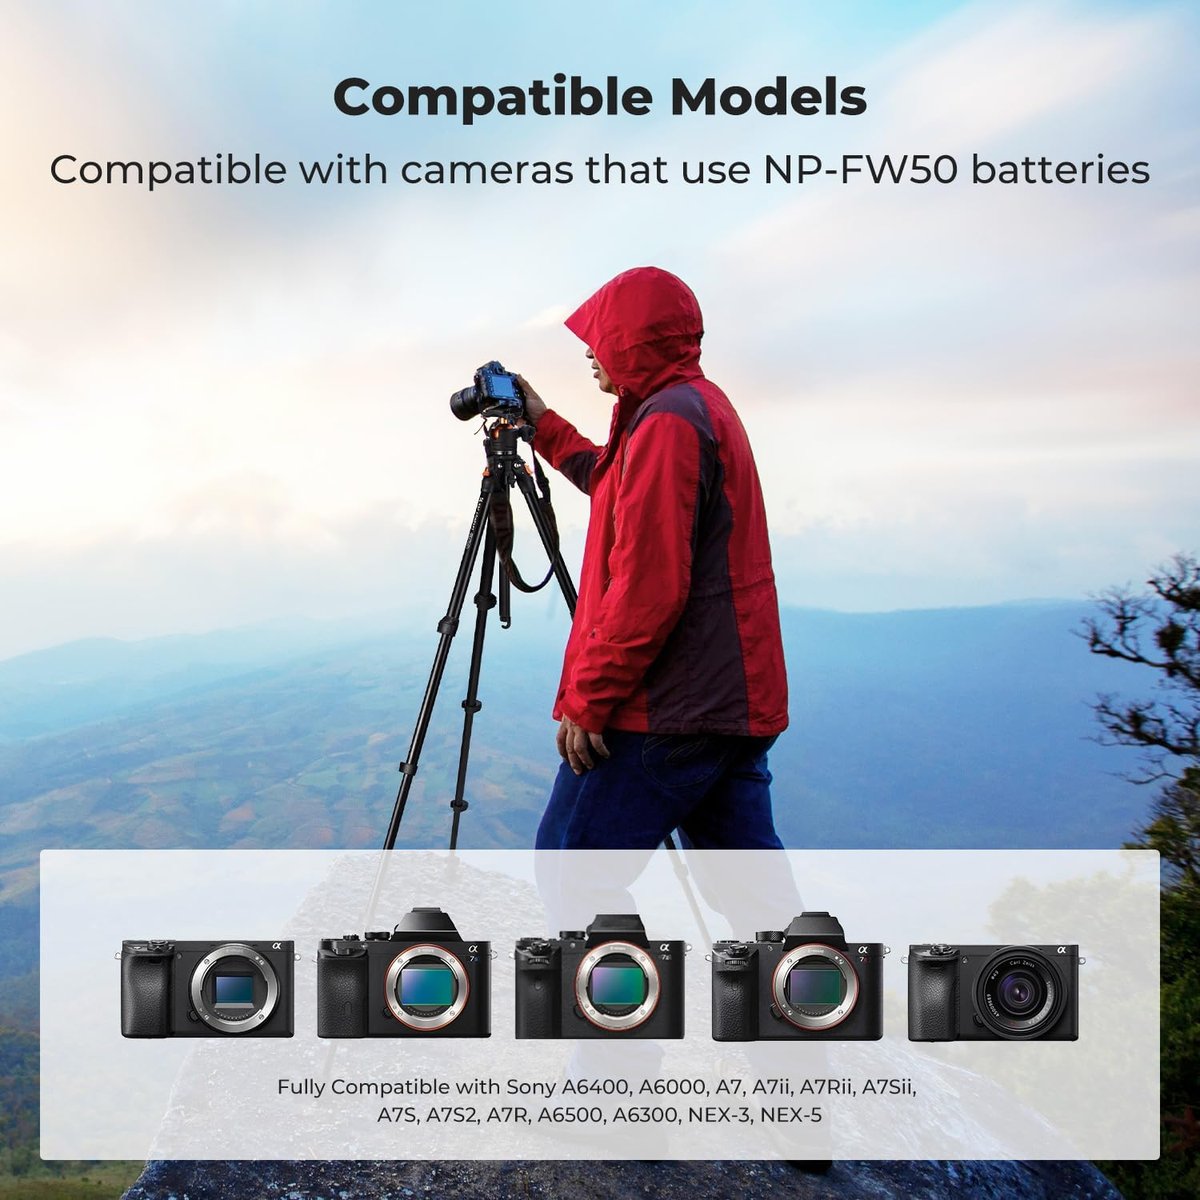 Compatible Models
Compatible with cameras that use NP-FW50 batteries
Fully Compatible with Sony A6400, A6000, A7, A7ii, A7Rii, A7Sii,
A7S, A7S2, A7R, A6500, A6300, NEX-3, NEX-5